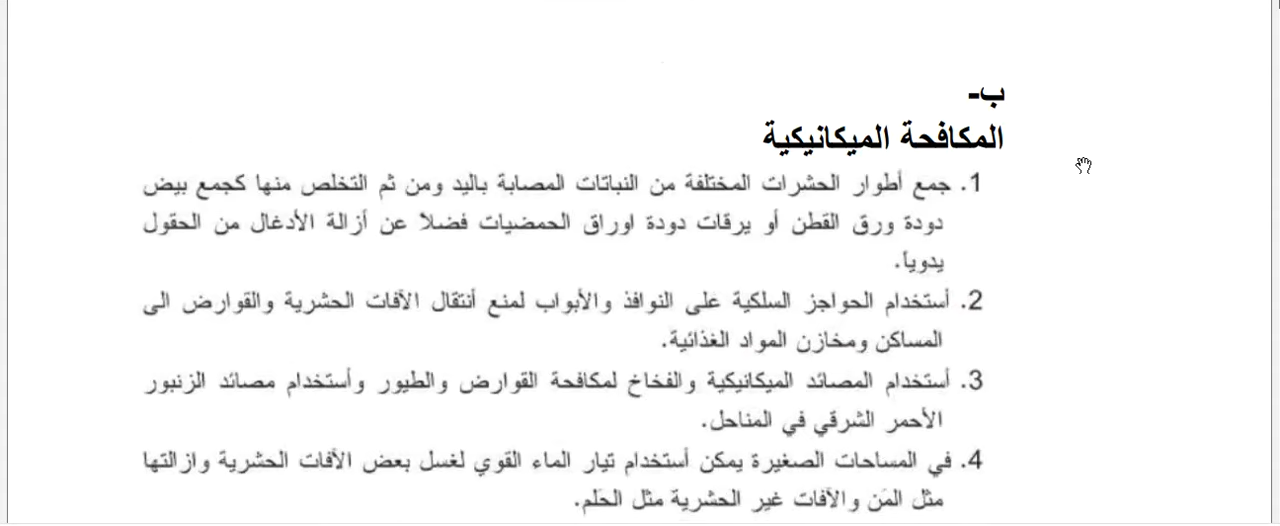 ب-
المكافحة الميكانيكية
1. جمع أطوار الحشرات المختلفة من النباتات المصابة باليد ومن ثم التخلص منها كجمع بيض
دودة ورق القطن أو يرقات دودة اوراق الحمضيات فضلاً عن أزالة الأدغال من الحقول
يدوياً.
2. أستخدام الحواجز السلكية على النوافذ والأبواب لمنع أنتقال الآفات الحشرية والقوارض الى
المساكن ومخازن المواد الغذائية.
3. أستخدام المصائد الميكانيكية والفخاخ لمكافحة القوارض والطيور وأستخدام مصائد الزنبور
الأحمر الشرقي في المناحل.
4. في المساحات الصغيرة يمكن أستخدام تيار الماء القوي لغسل بعض الآفات الحشرية وازالتها
مثل المَن والآفات غير الحشرية مثل الحَلم.